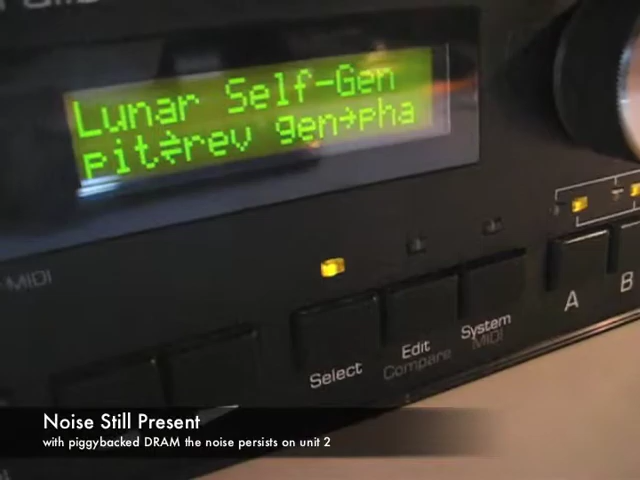 Lunar Self-Gen
pit⇄rev gen→pha
MIDI
Select
Edit
Compare
System
MIDI
A
B
Noise Still Present
with piggybacked DRAM the noise persists on unit 2